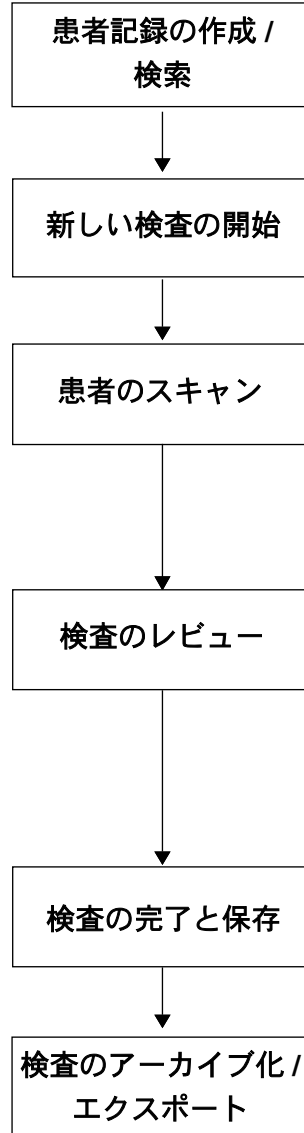 患者記録の作成 /
検索
新しい検査の開始
患者のスキャン
検査のレビュー
検査の完了と保存
検査のアーカイブ化 /
エクスポート